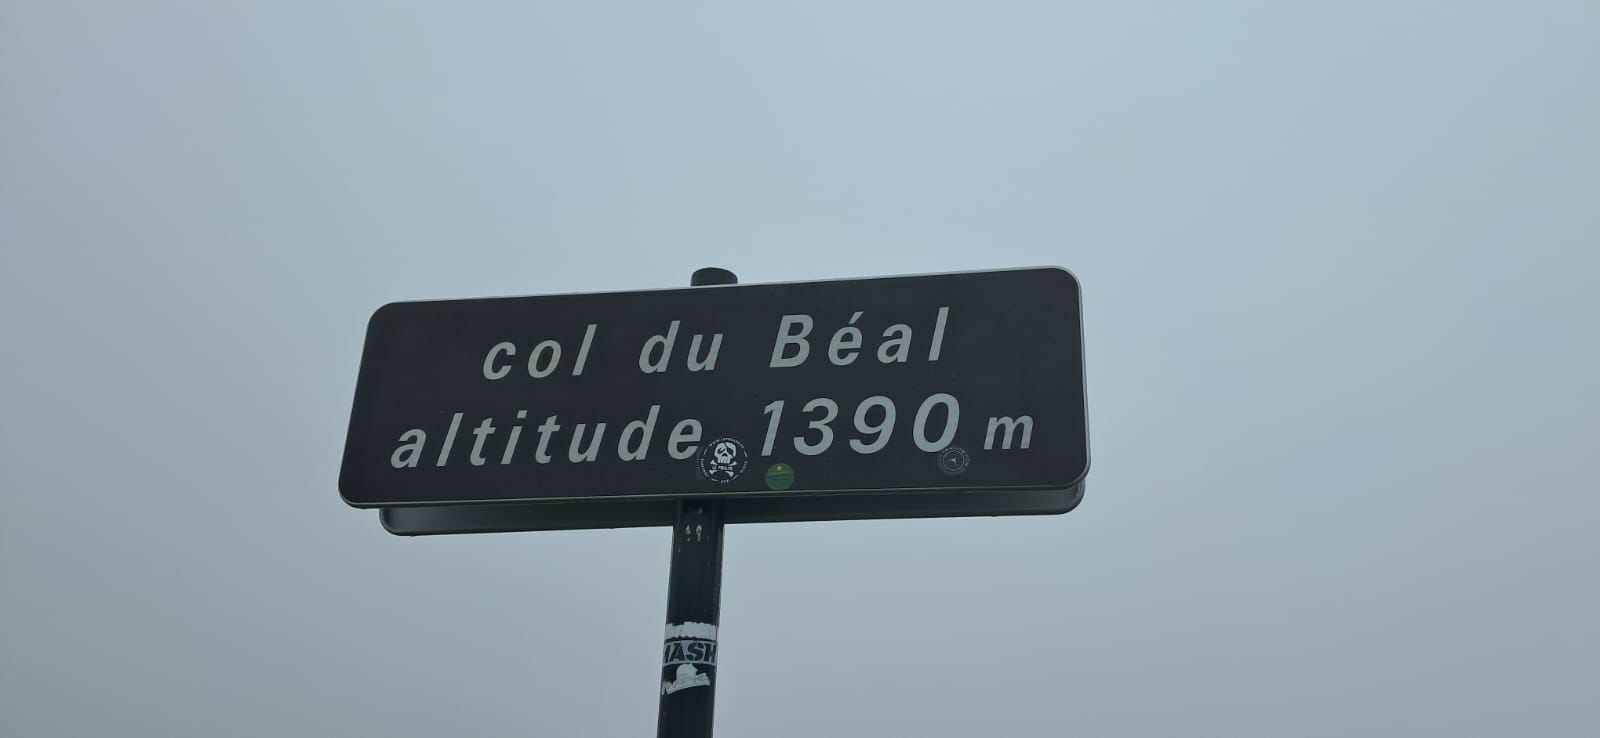 col du Béal
altitude 1390 m